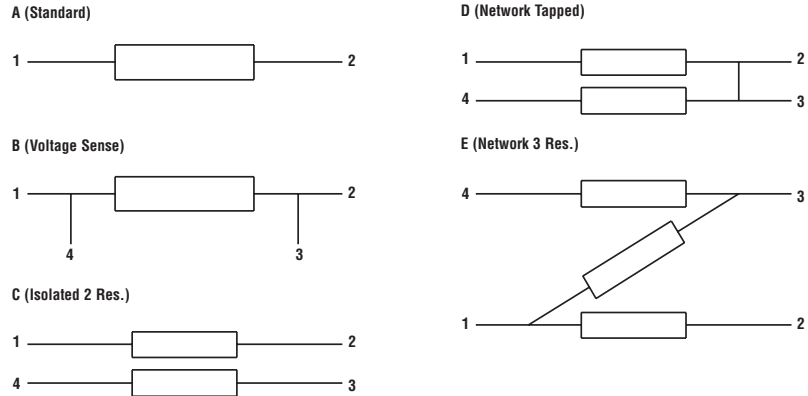 A (Standard)
1 2
B (Voltage Sense)
1 2
4 3
C (Isolated 2 Res.)
1 2
4 3
D (Network Tapped)
1 2
4 3
E (Network 3 Res.)
4 3
1 2